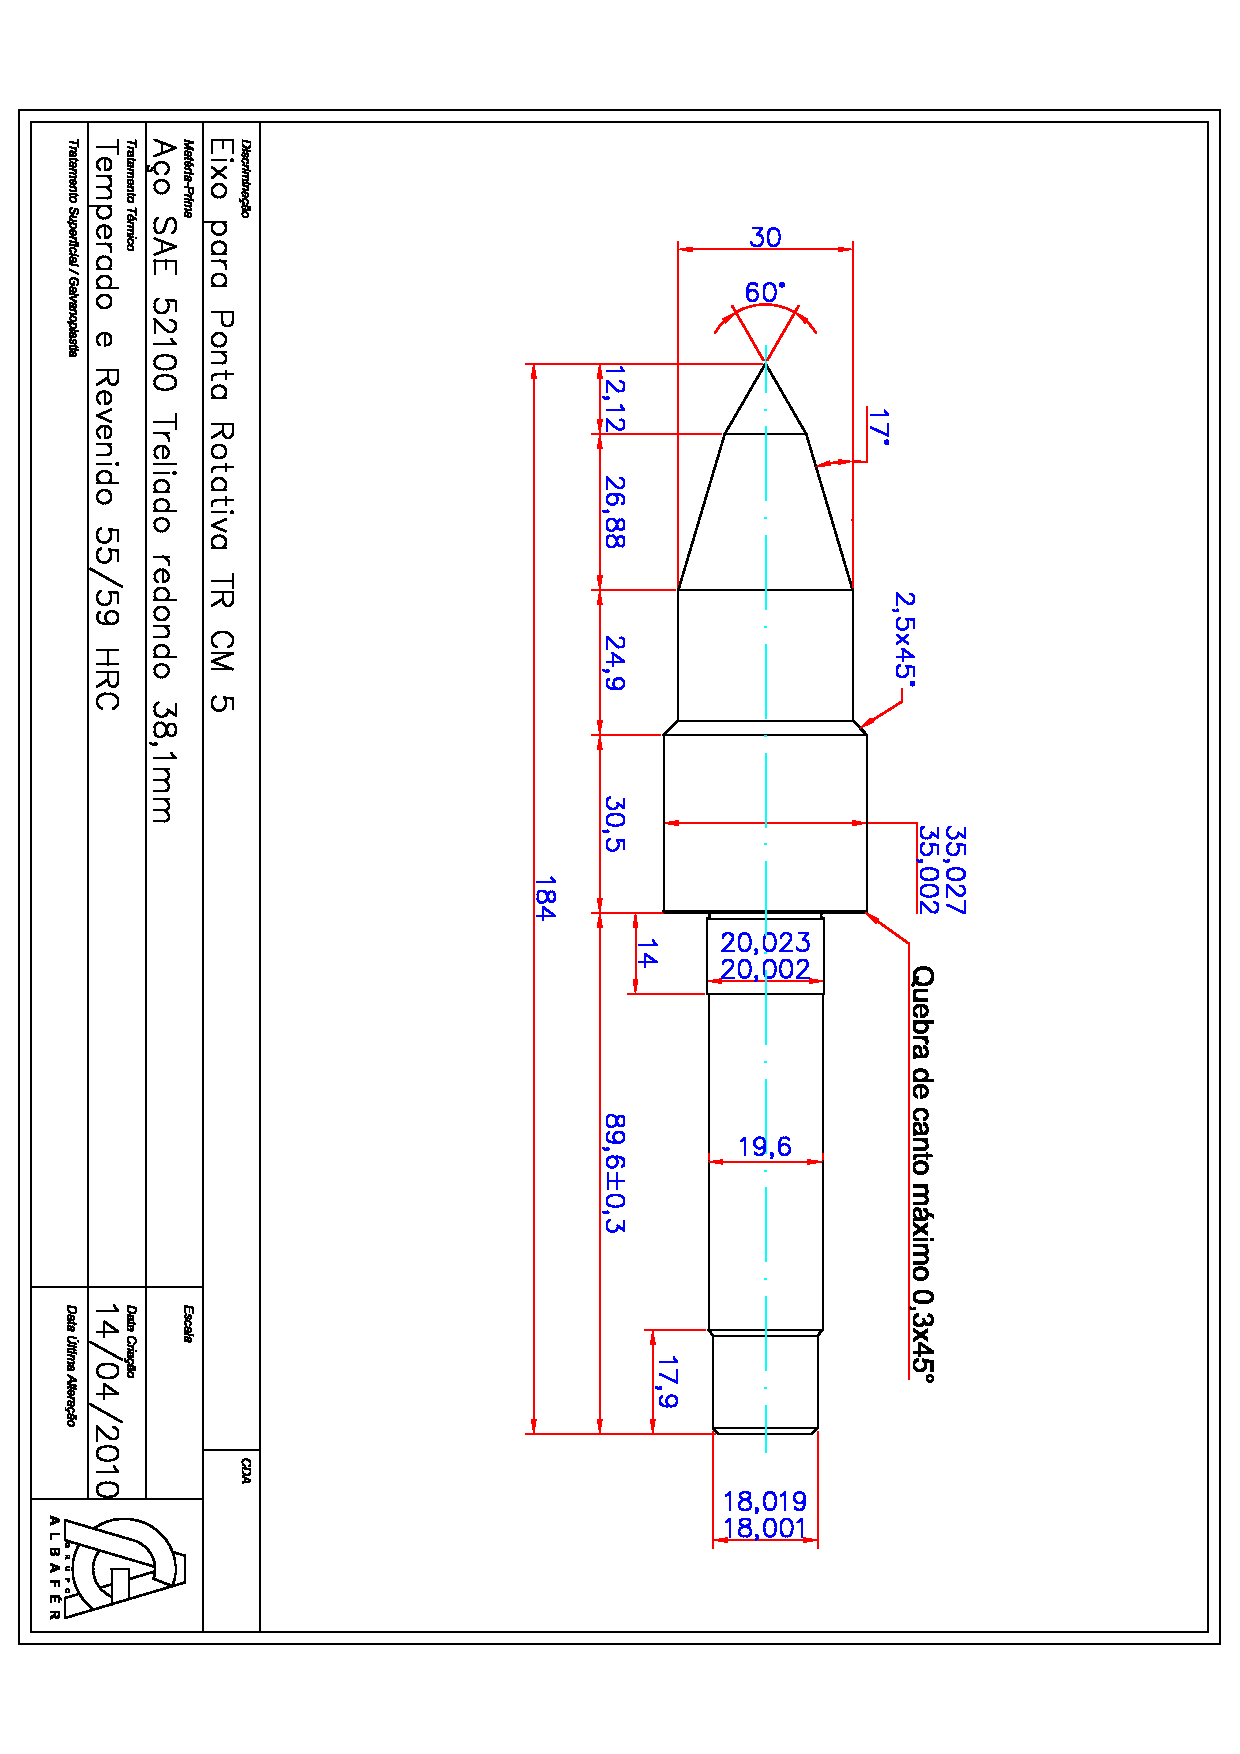 30
60°
17°
12,12
26,88
2,5x45°
24,9
30,5
35,027
35,002
184
14
20,023
20,002
Quebra de canto máximo 0,3x45°
89,6±0,3
19,6
17,9
18,019
18,001
Discriminação
Eixo para Ponta Rotativa TR CM 5
CDA
Matéria-Prima
Aço SAE 52100 Treliado redondo 38,1mm
Escala
Tratamento Térmico
Temperado e Revenido 55/59 HRC
Data Criação
14/04/2010
Tratamento Superficial / Galvanoplastia
Data Última Alteração
GRUPO
ALBAFÉR